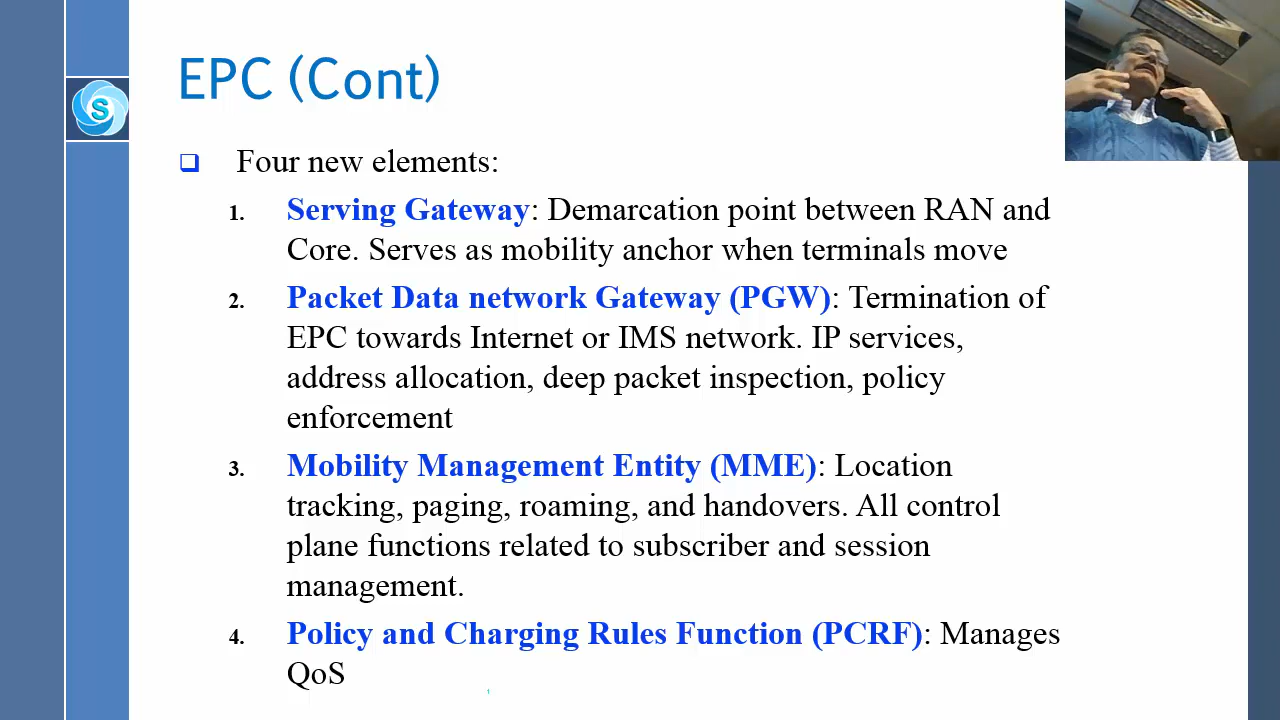 EPC (Cont)
S
❑ Four new elements:
1. Serving Gateway: Demarcation point between RAN and
Core. Serves as mobility anchor when terminals move
2. Packet Data network Gateway (PGW): Termination of
EPC towards Internet or IMS network. IP services,
address allocation, deep packet inspection, policy
enforcement
3. Mobility Management Entity (MME): Location
tracking, paging, roaming, and handovers. All control
plane functions related to subscriber and session
management.
4. Policy and Charging Rules Function (PCRF): Manages
QoS